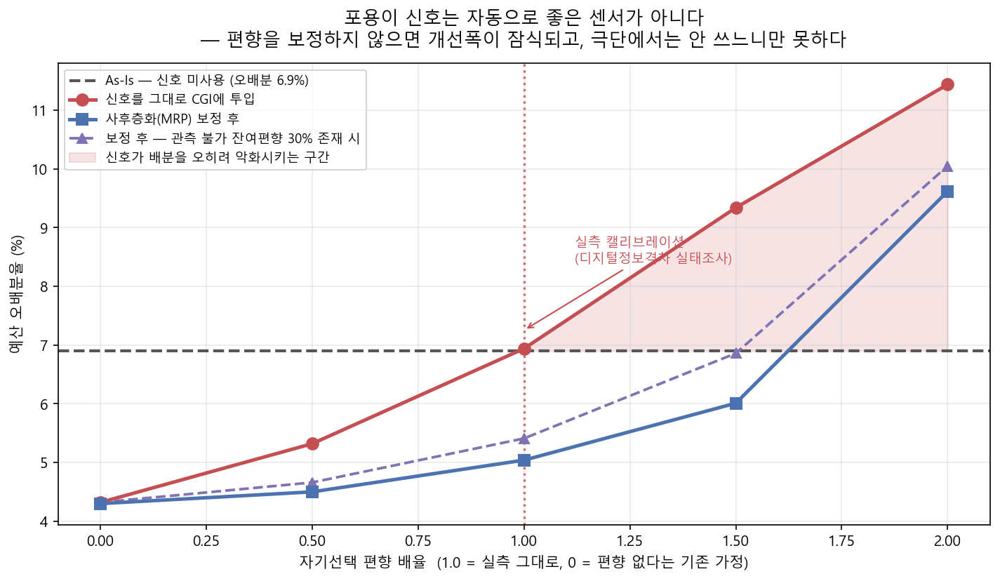 포용이 신호는 자동으로 좋은 센서가 아니다
— 편향을 보정하지 않으면 개선폭이 잠식되고, 극단에서는 안 쓰느니만 못하다
As-Is — 신호 미사용 (오배분 6.9%)
신호를 그대로 CGI에 투입
사후층화(MRP) 보정 후
보정 후 — 관측 불가 잔여편향 30% 존재 시
신호가 배분을 오히려 악화시키는 구간
실측 캘리브레이션
(디지털정보격차 실태조사)
예산 오배분율 (%)
11
10
9
8
7
6
5
4
0.00 0.25 0.50 0.75 1.00 1.25 1.50 1.75 2.00
자기선택 편향 배율 (1.0 = 실측 그대로, 0 = 편향 없다는 기존 가정)